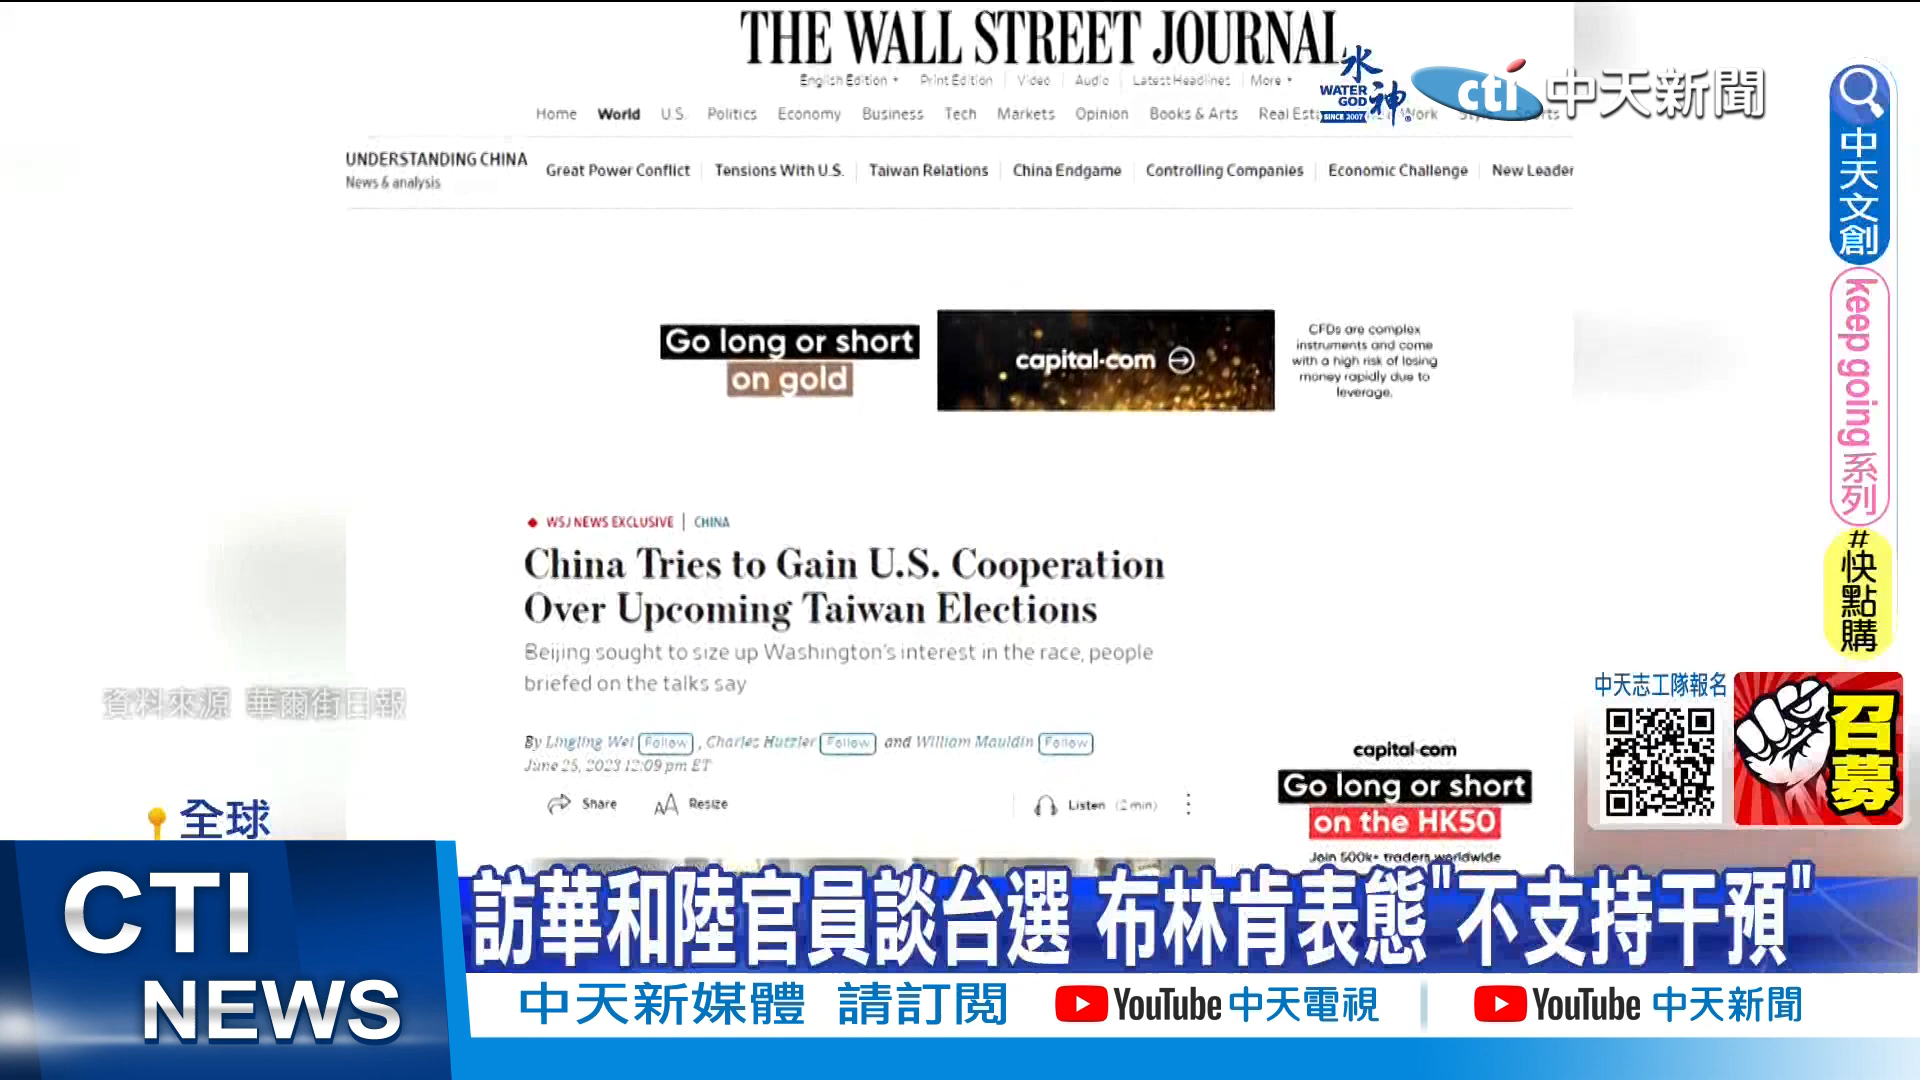 THE WALL STREET JOURNAL
English Edition Print Edition Video Audio Latest Headlines More
水神
WATER GOD
SINCE 2007
cti 中天新聞
Home World U.S. Politics Economy Business Tech Markets Opinion Books & Arts Real Est Work Sports
UNDERSTANDING CHINA
News & analysis
Great Power Conflict Tensions With U.S. Taiwan Relations China Endgame Controlling Companies Economic Challenge New Leader
Go long or short
on gold
capital.com
CFDs are complex
instruments and come
with a high risk of losing
money rapidly due to
leverage.
中天文創
keep going系列
#快點購
WSJ NEWS EXCLUSIVE | CHINA
China Tries to Gain U.S. Cooperation
Over Upcoming Taiwan Elections
Beijing sought to size up Washington's interest in the race, people
briefed on the talks say
資料來源 華爾街日報
By Lingling Wei Follow , Charles Hutzler Follow and William Mauldin Follow
June 25, 2023 12:09 pm ET
Share AA Resize
Listen (2 min)
中天志工隊報名
召募
capital.com
Go long or short
on the HK50
Join 500k+ traders worldwide
全球
CTI
NEWS
訪華和陸官員談台選 布林肯表態"不支持干預"
中天新媒體 請訂閱 YouTube 中天電視 YouTube 中天新聞